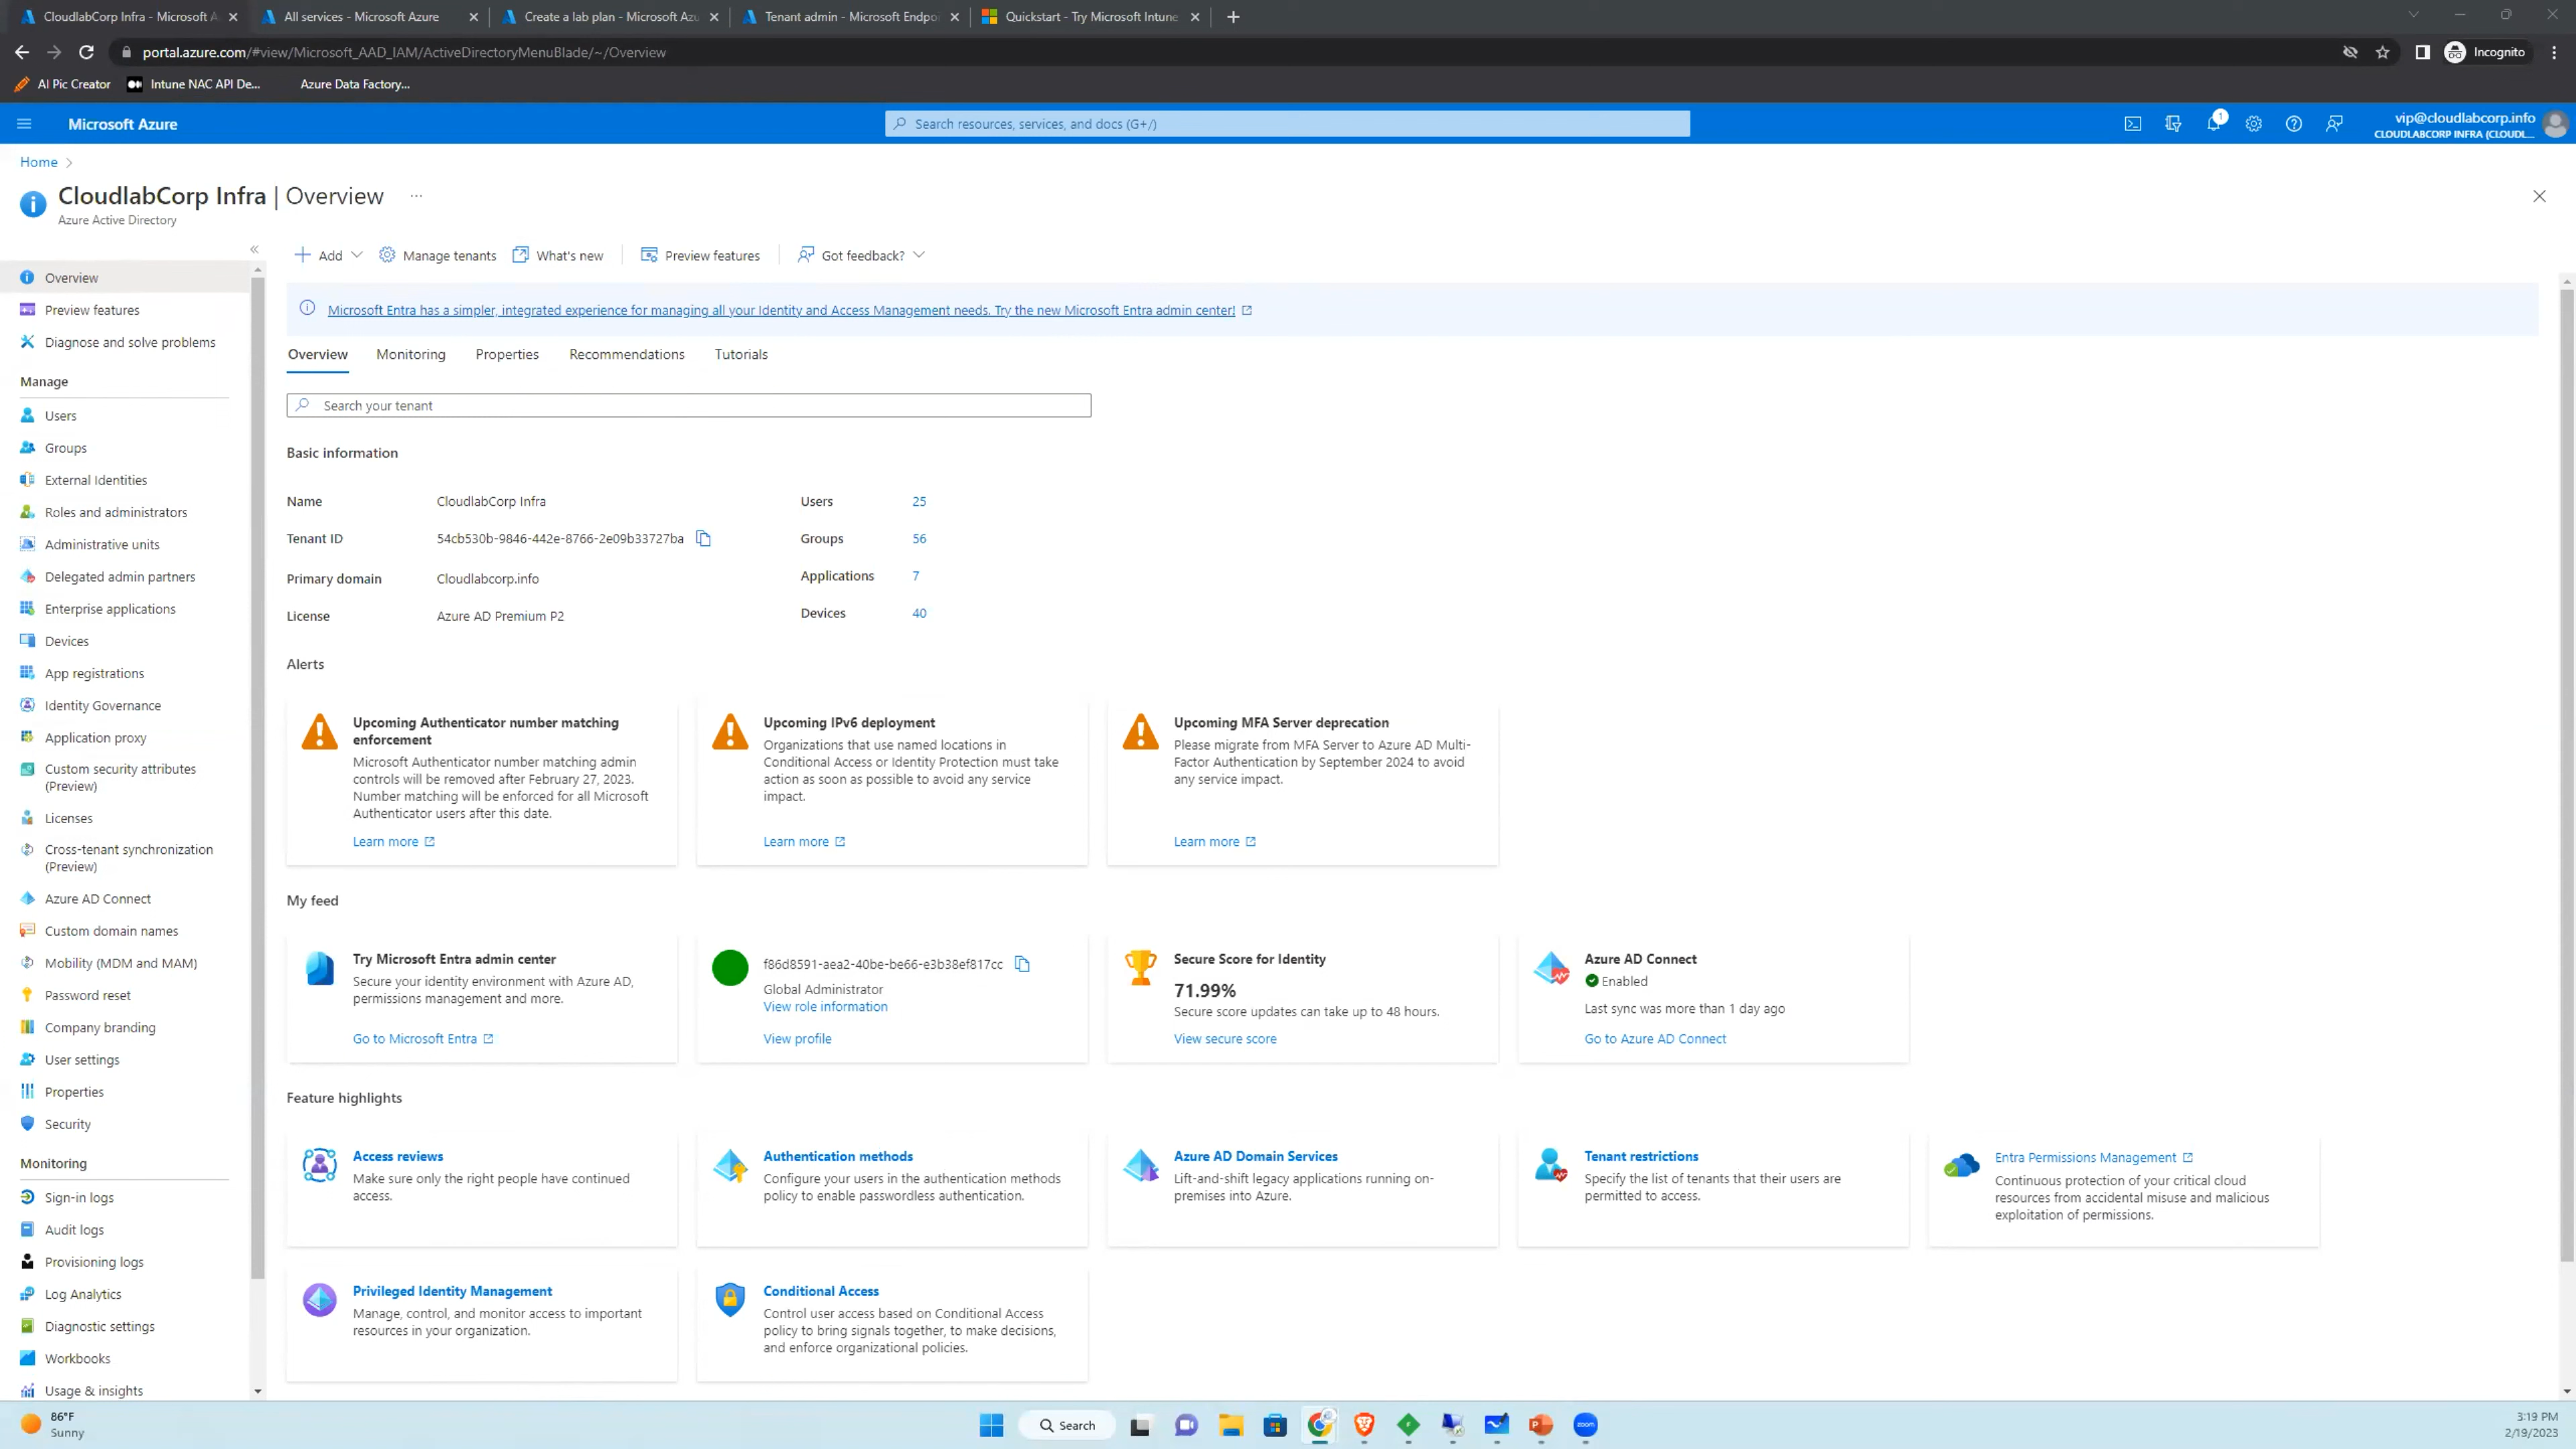 CloudlabCorp Infra - Microsoft A
All services - Microsoft Azure
Create a lab plan - Microsoft Azu
Tenant admin - Microsoft Endpo
Quickstart - Try Microsoft Intune
portal.azure.com/#view/Microsoft_AAD_IAM/ActiveDirectoryMenuBlade/~/Overview
Incognito
AI Pic Creator
Intune NAC API De...
Azure Data Factory...
Microsoft Azure
Search resources, services, and docs (G+/)
1
vip@cloudlabcorp.info
CLOUDLABCORP INFRA (CLOUDL...
Home
CloudlabCorp Infra | Overview ...
Azure Active Directory
Add
Manage tenants
What's new
Preview features
Got feedback?
Overview
Preview features
Diagnose and solve problems
Manage
Users
Groups
External Identities
Roles and administrators
Administrative units
Delegated admin partners
Enterprise applications
Devices
App registrations
Identity Governance
Application proxy
Custom security attributes
(Preview)
Licenses
Cross-tenant synchronization
(Preview)
Azure AD Connect
Custom domain names
Mobility (MDM and MAM)
Password reset
Company branding
User settings
Properties
Security
Monitoring
Sign-in logs
Audit logs
Provisioning logs
Log Analytics
Diagnostic settings
Workbooks
Usage & insights
Microsoft Entra has a simpler, integrated experience for managing all your Identity and Access Management needs. Try the new Microsoft Entra admin center!
Overview
Monitoring
Properties
Recommendations
Tutorials
Search your tenant
Basic information
Name CloudlabCorp Infra Users 25
Tenant ID 54cb530b-9846-442e-8766-2e09b33727ba Groups 56
Primary domain Cloudlabcorp.info Applications 7
License Azure AD Premium P2 Devices 40
Alerts
Upcoming Authenticator number matching
enforcement
Microsoft Authenticator number matching admin
controls will be removed after February 27, 2023.
Number matching will be enforced for all Microsoft
Authenticator users after this date.
Learn more
Upcoming IPv6 deployment
Organizations that use named locations in
Conditional Access or Identity Protection must take
action as soon as possible to avoid any service
impact.
Learn more
Upcoming MFA Server deprecation
Please migrate from MFA Server to Azure AD Multi-
Factor Authentication by September 2024 to avoid
any service impact.
Learn more
My feed
Try Microsoft Entra admin center
Secure your identity environment with Azure AD,
permissions management and more.
Go to Microsoft Entra
f86d8591-aea2-40be-be66-e3b38ef817cc
Global Administrator
View role information
View profile
Secure Score for Identity
71.99%
Secure score updates can take up to 48 hours.
View secure score
Azure AD Connect
Enabled
Last sync was more than 1 day ago
Go to Azure AD Connect
Feature highlights
Access reviews
Make sure only the right people have continued
access.
Authentication methods
Configure your users in the authentication methods
policy to enable passwordless authentication.
Azure AD Domain Services
Lift-and-shift legacy applications running on-
premises into Azure.
Tenant restrictions
Specify the list of tenants that their users are
permitted to access.
Entra Permissions Management
Continuous protection of your critical cloud
resources from accidental misuse and malicious
exploitation of permissions.
Privileged Identity Management
Manage, control, and monitor access to important
resources in your organization.
Conditional Access
Control user access based on Conditional Access
policy to bring signals together, to make decisions,
and enforce organizational policies.
86°F
Sunny
Search
zoom
3:19 PM
2/19/2023